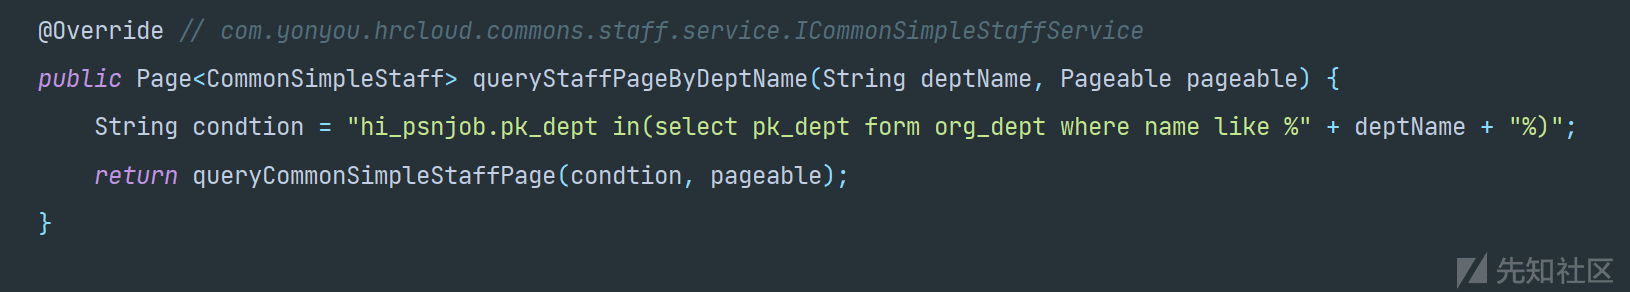 @Override // com.yonyou.hrcloud.commons.staff.service.ICommonSimpleStaffService
public Page<CommonSimpleStaff> queryStaffPageByDeptName(String deptName, Pageable pageable) {
    String condtion = "hi_psnjob.pk_dept in(select pk_dept form org_dept where name like %" + deptName + "%)";
    return queryCommonSimpleStaffPage(condtion, pageable);
}
先知社区